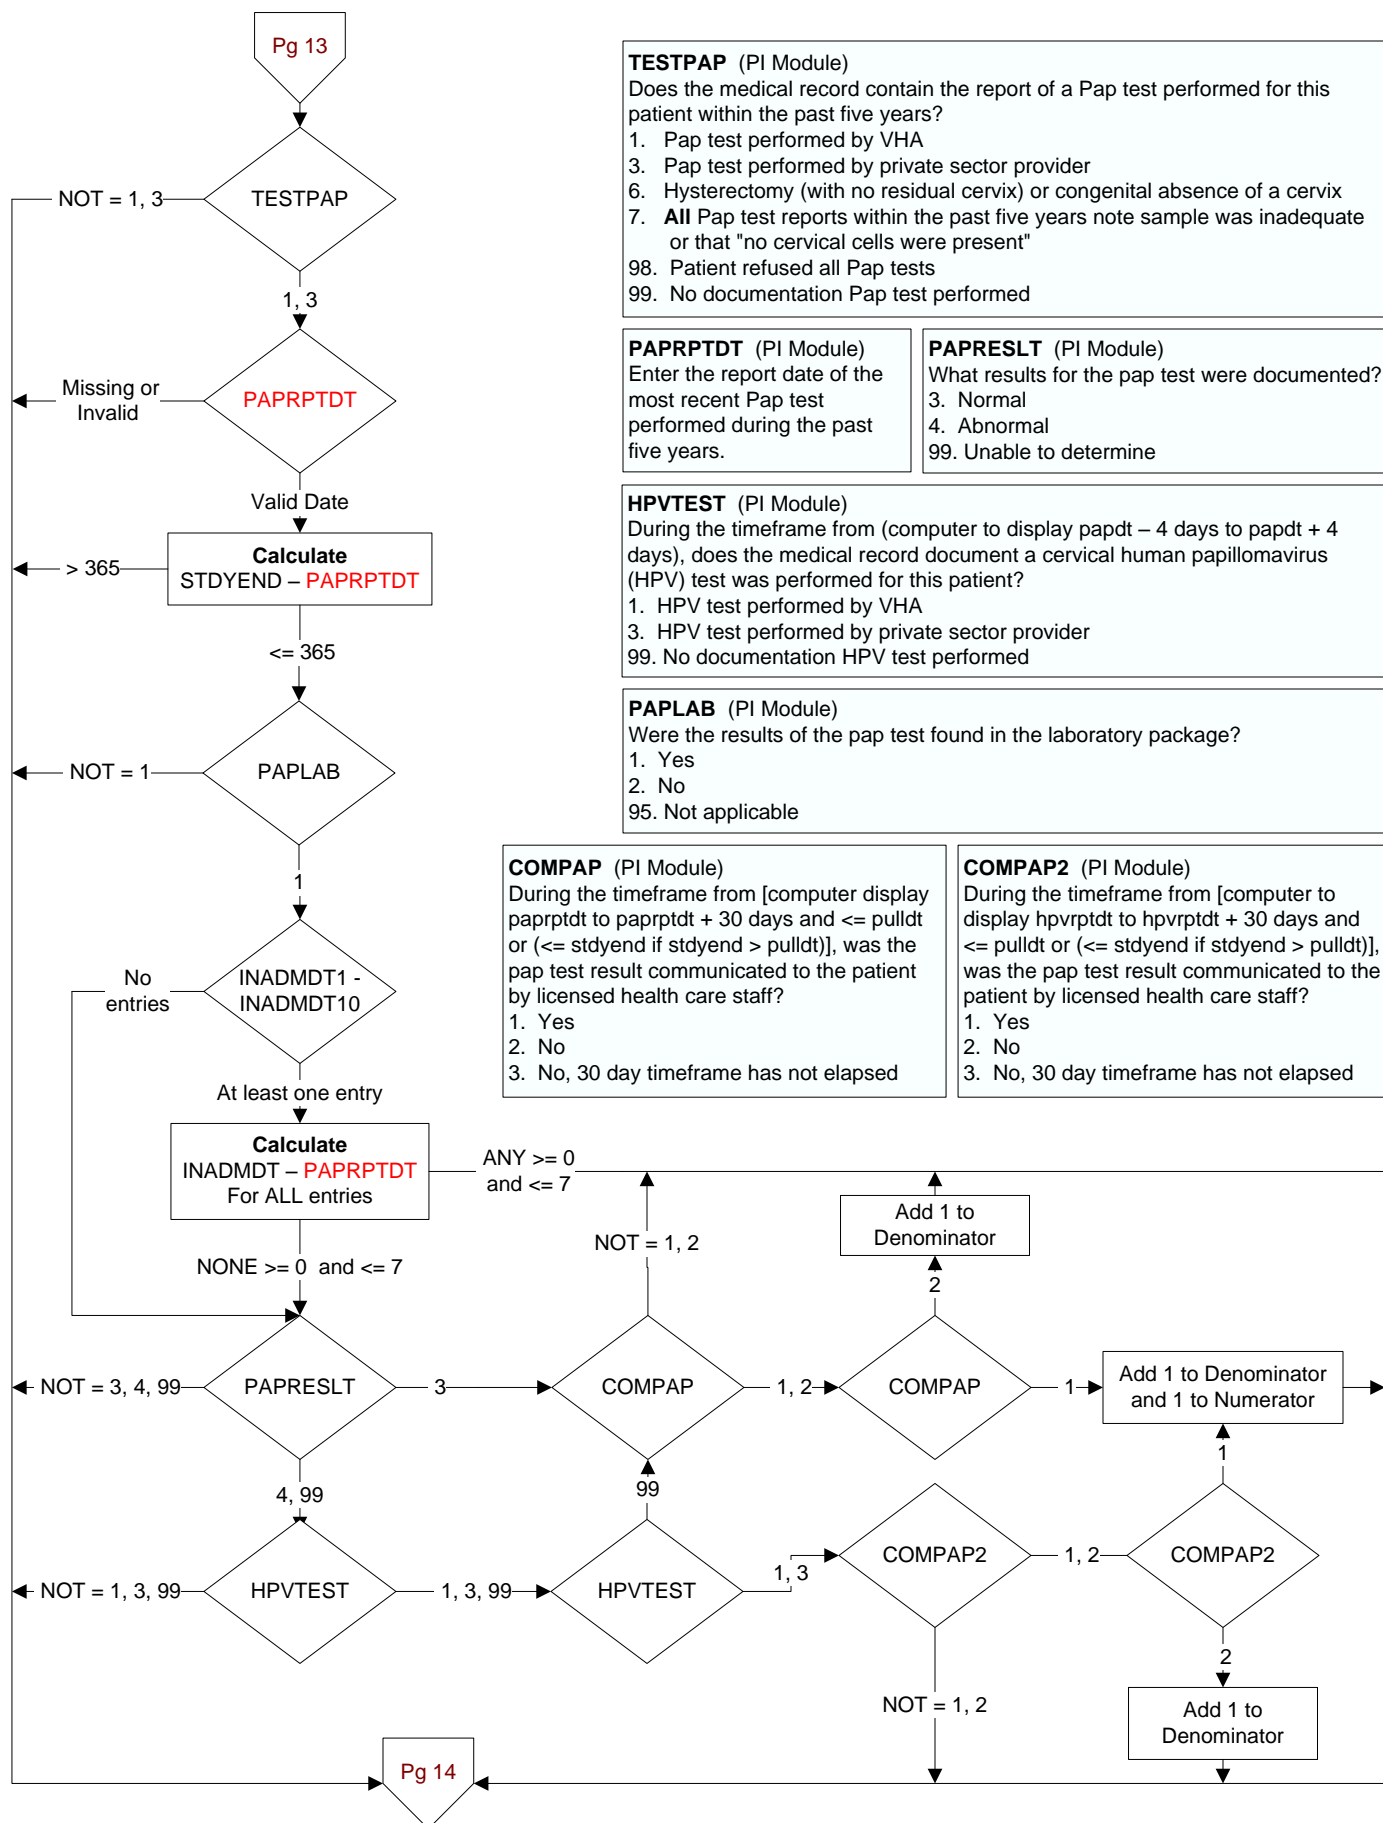 Pg 13
TESTPAP (PI Module)
Does the medical record contain the report of a Pap test performed for this
patient within the past five years?
1. Pap test performed by VHA
3. Pap test performed by private sector provider
6. Hysterectomy (with no residual cervix) or congenital absence of a cervix
7. All Pap test reports within the past five years note sample was inadequate
or that "no cervical cells were present"
98. Patient refused all Pap tests
99. No documentation Pap test performed
NOT = 1, 3
TESTPAP
1, 3
PAPRPTDT (PI Module)
Enter the report date of the
most recent Pap test
performed during the past
five years.
PAPRESLT (PI Module)
What results for the pap test were documented?
3. Normal
4. Abnormal
99. Unable to determine
Missing or
Invalid
PAPRPTDT
Valid Date
HPVTEST (PI Module)
During the timeframe from (computer to display papdt – 4 days to papdt + 4
days), does the medical record document a cervical human papillomavirus
(HPV) test was performed for this patient?
1. HPV test performed by VHA
3. HPV test performed by private sector provider
99. No documentation HPV test performed
> 365
Calculate
STDYEND – PAPRPTDT
<= 365
PAPLAB (PI Module)
Were the results of the pap test found in the laboratory package?
1. Yes
2. No
95. Not applicable
NOT = 1
PAPLAB
1
COMPAP (PI Module)
During the timeframe from [computer display
paprptdt to paprptdt + 30 days and <= pulldt
or (<= stdyend if stdyend > pulldt)], was the
pap test result communicated to the patient
by licensed health care staff?
1. Yes
2. No
3. No, 30 day timeframe has not elapsed
COMPAP2 (PI Module)
During the timeframe from [computer to
display hpvrptdt to hpvrptdt + 30 days and
<= pulldt or (<= stdyend if stdyend > pulldt)],
was the pap test result communicated to the
patient by licensed health care staff?
1. Yes
2. No
3. No, 30 day timeframe has not elapsed
No
entries
INADMDT1 -
INADMDT10
At least one entry
Calculate
INADMDT – PAPRPTDT
For ALL entries
ANY >= 0
and <= 7
NONE >= 0 and <= 7
NOT = 1, 2
Add 1 to
Denominator
2
NOT = 3, 4, 99
PAPRESLT
3
COMPAP
1, 2
COMPAP
1
Add 1 to Denominator
and 1 to Numerator
4, 99
99
1
NOT = 1, 3, 99
HPVTEST
1, 3, 99
HPVTEST
1, 3
COMPAP2
1, 2
COMPAP2
NOT = 1, 2
2
Add 1 to
Denominator
Pg 14